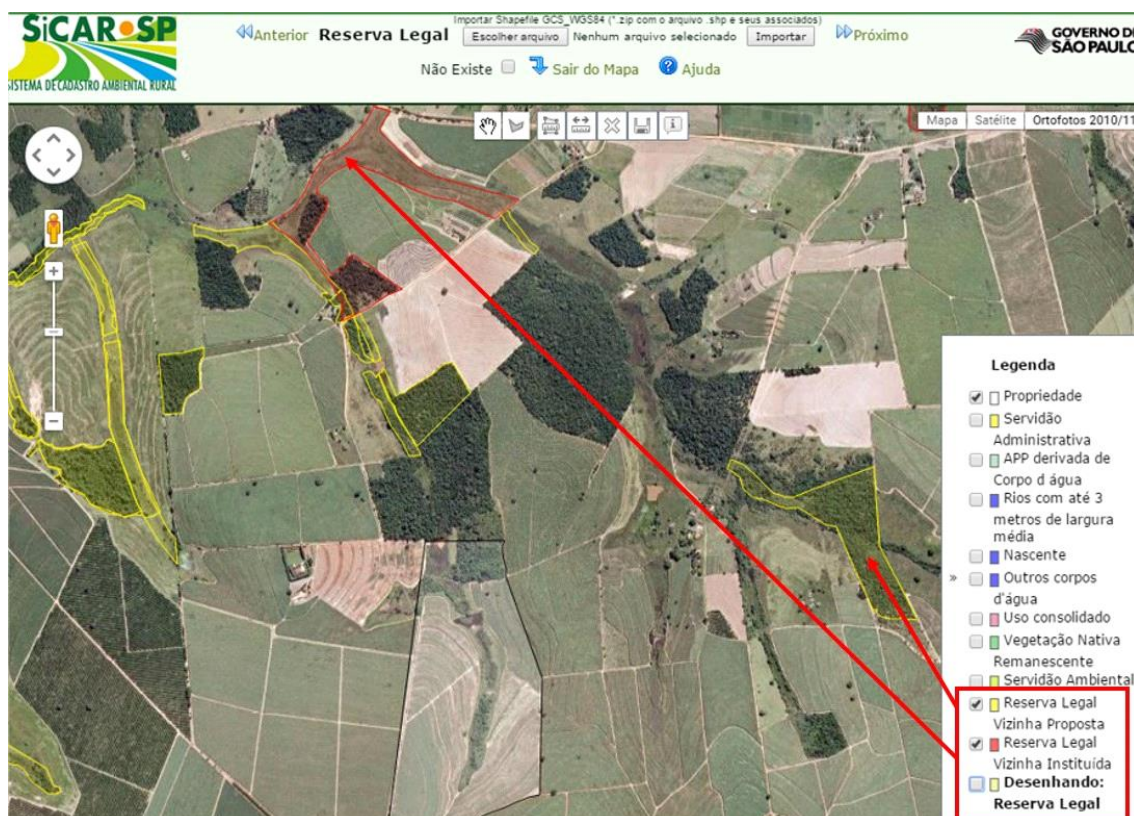 SiCAR SP
SISTEMA DE CADASTRO AMBIENTAL RURAL
Importar Shapefile GCS_WGS84 (*.zip com o arquivo .shp e seus associados)
Anterior Reserva Legal Escolher arquivo Nenhum arquivo selecionado Importar Próximo
Não Existe Sair do Mapa Ajuda
GOVERNO DE
SÃO PAULO
Mapa Satélite Ortofotos 2010/11
Legenda
Propriedade
Servidão
Administrativa
APP derivada de
Corpo d água
Rios com até 3
metros de largura
média
Nascente
» Outros corpos
d'água
Uso consolidado
Vegetação Nativa
Remanescente
Servidão Ambiental
Reserva Legal
Vizinha Proposta
Reserva Legal
Vizinha Instituída
Desenhando:
Reserva Legal